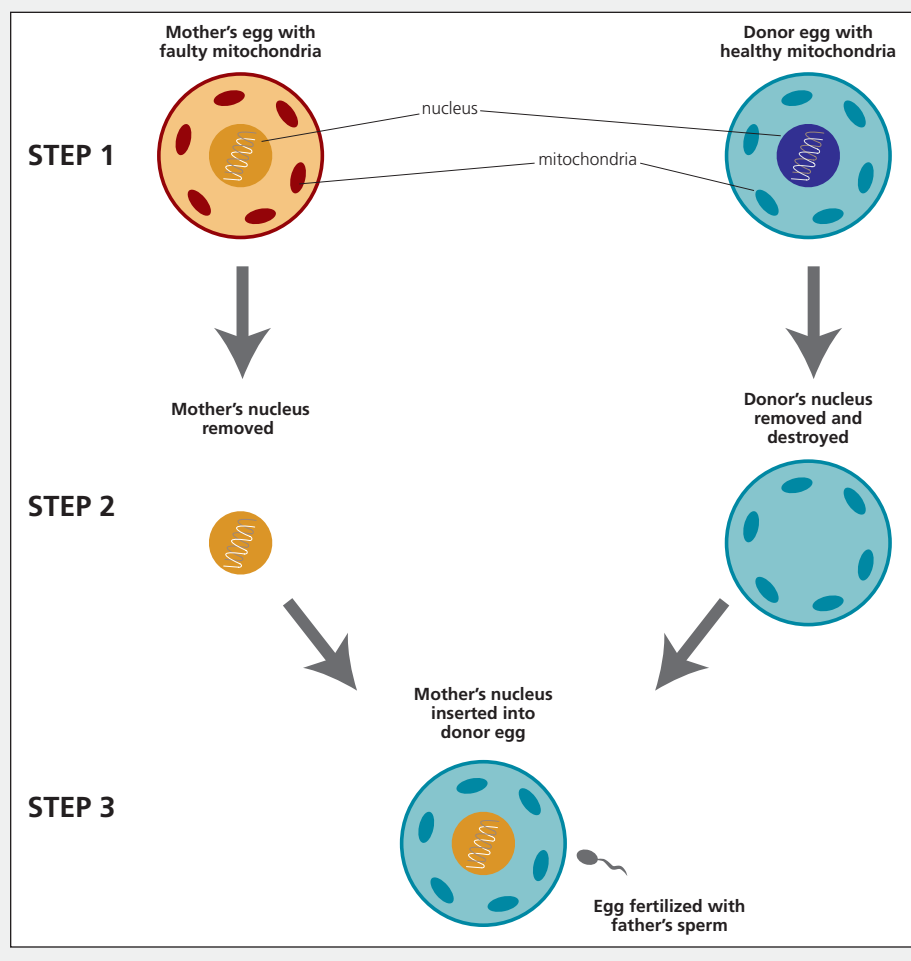 Mother's egg with
faulty mitochondria
Donor egg with
healthy mitochondria
nucleus
STEP 1
mitochondria
Mother's nucleus
removed
Donor's nucleus
removed and
destroyed
STEP 2
Mother's nucleus
inserted into
donor egg
STEP 3
Egg fertilized with
father's sperm